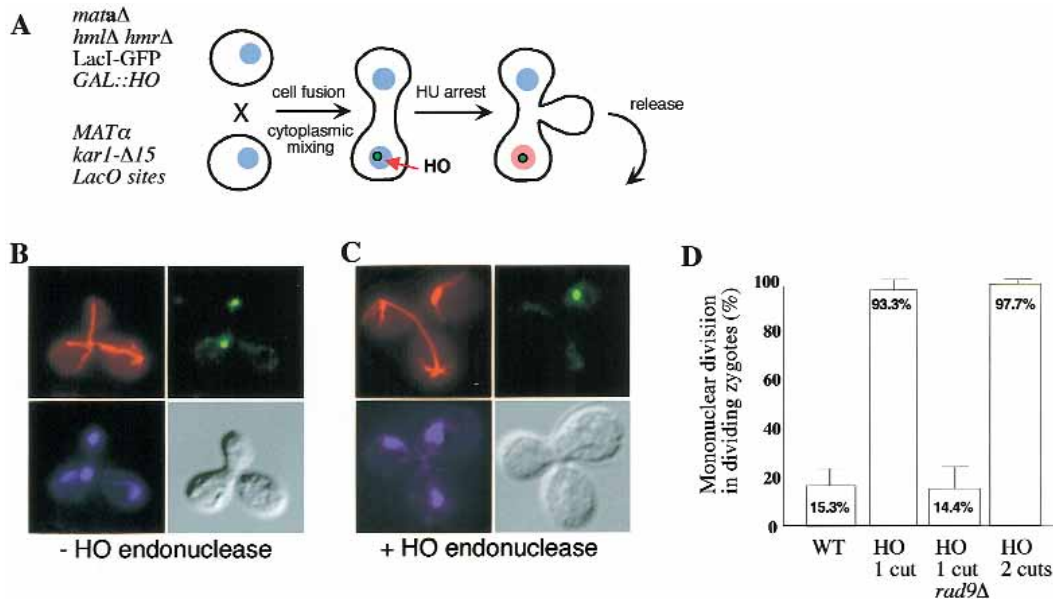 A
mataΔ
hmlΔ hmrΔ
LacI-GFP
GAL::HO
X
MATα
kar1-Δ15
LacO sites
cell fusion
cytoplasmic
mixing
HO
HU arrest
release
B
- HO endonuclease
C
+ HO endonuclease
D
Mononuclear divisiion
in dividing zygotes (%)
100
80
60
40
20
0
15.3%
93.3%
14.4%
97.7%
WT
HO
1 cut
HO
1 cut
rad9Δ
HO
2 cuts